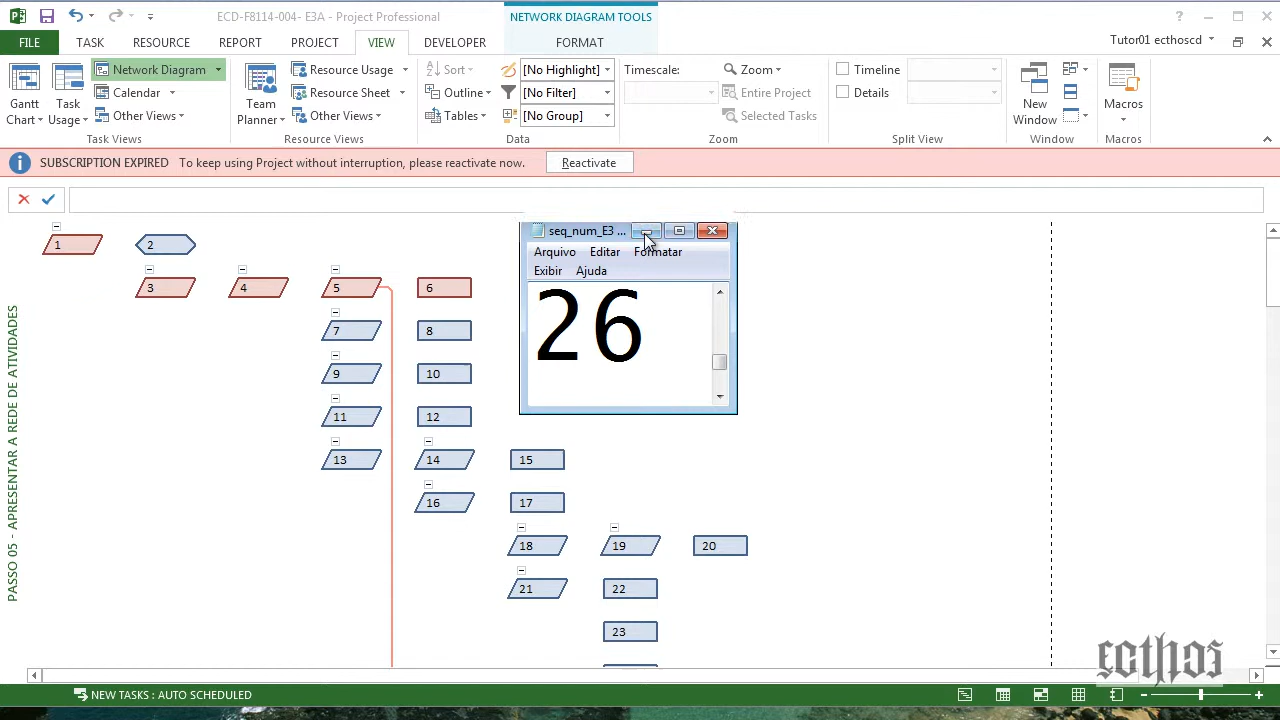 ECD-F8114-004- E3A - Project Professional
NETWORK DIAGRAM TOOLS
Tutor01 ecthoscd
FILE TASK RESOURCE REPORT PROJECT VIEW DEVELOPER FORMAT
Gantt Chart
Task Usage
Network Diagram
Calendar
Other Views
Task Views
Team Planner
Resource Usage
Resource Sheet
Other Views
Resource Views
Sort
Outline
Tables
[No Highlight]
[No Filter]
[No Group]
Data
Timescale:
Zoom
Entire Project
Selected Tasks
Zoom
Timeline
Details
Split View
New Window
Window
Macros
Macros
SUBSCRIPTION EXPIRED To keep using Project without interruption, please reactivate now. Reactivate
seq_num_E3 ...
Arquivo Editar Formatar
Exibir Ajuda
26
1 2
3 4 5 6
7 8
9 10
11 12
13 14 15
16 17
18 19 20
21 22
23
PASSO 05 - APRESENTAR A REDE DE ATIVIDADES
ecthos
NEW TASKS : AUTO SCHEDULED